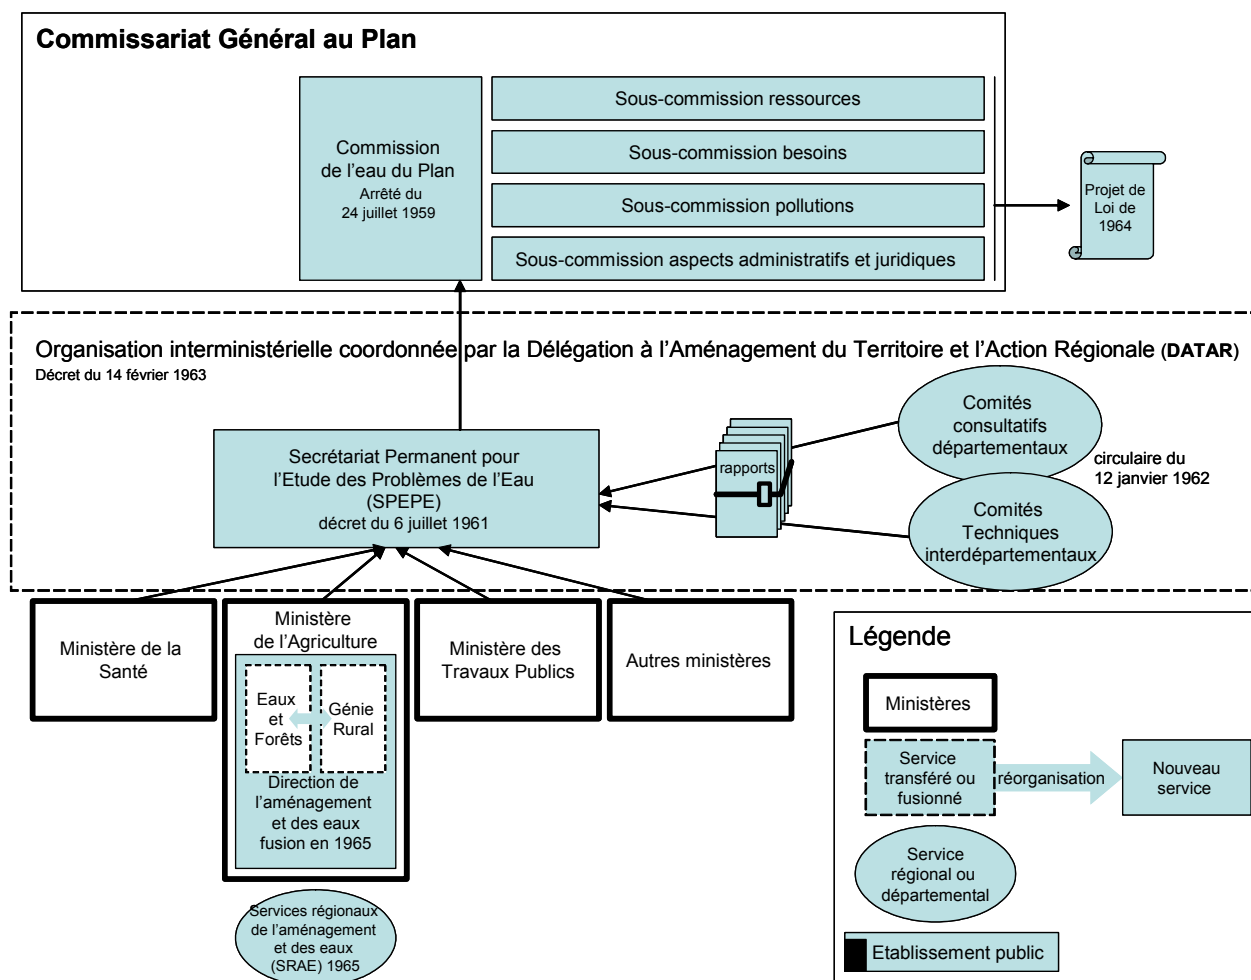 Commissariat Général au Plan
Commission
de l'eau du Plan
Arrêté du
24 juillet 1959
Sous-commission ressources
Sous-commission besoins
Sous-commission pollutions
Sous-commission aspects administratifs et juridiques
Projet de
Loi de
1964
Organisation interministérielle coordonnée par la Délégation à l'Aménagement du Territoire et l'Action Régionale (DATAR)
Décret du 14 février 1963
Secrétariat Permanent pour
l'Etude des Problèmes de l'Eau
(SPEPE)
décret du 6 juillet 1961
rapports
Comités
consultatifs
départementaux
circulaire du
12 janvier 1962
Comités
Techniques
interdépartementaux
Ministère de la
Santé
Ministère
de l'Agriculture
Eaux
et
Forêts
Génie
Rural
Direction de
l'aménagement
et des eaux
fusion en 1965
Ministère des
Travaux Publics
Autres ministères
Services régionaux
de l'aménagement
et des eaux
(SRAE) 1965
Légende
Ministères
Service
transféré ou
fusionné
réorganisation
Nouveau
service
Service
régional ou
départemental
Etablissement public